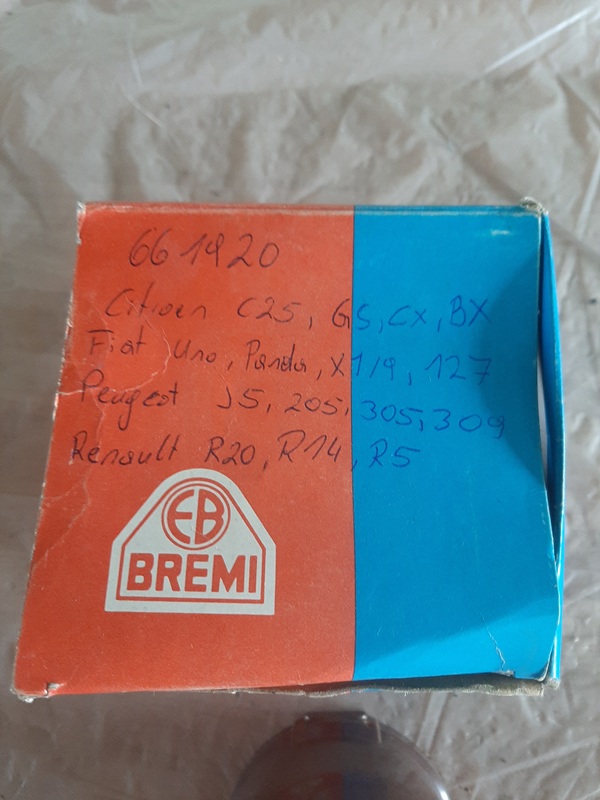 661920
Citroen C25, GS, Cx, BX
Fiat Uno, Panda, X1/9, 127
Peugeot J5, 205, 305, 309
Renault R20, R14, R5
EB
BREMI